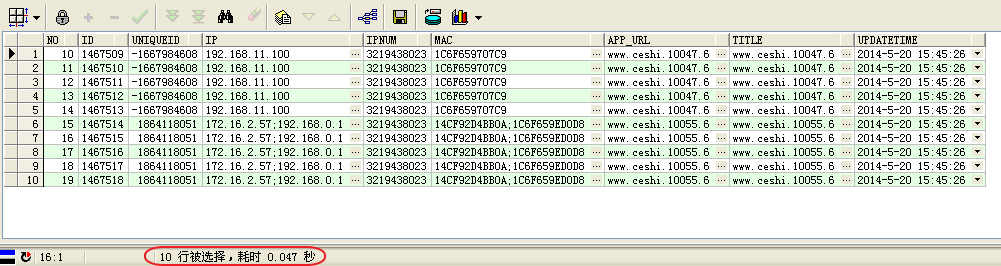 NO ID UNIQUEID IP IPNUM MAC APP_URL TITLE UPDATETIME
1 10 1467509 -1667984608 192.168.11.100 ··· 3219438023 1C6F659707C9 ··· www.ceshi.10047.6 ··· www.ceshi.10047.6 ··· 2014-5-20 15:45:26
2 11 1467510 -1667984608 192.168.11.100 ··· 3219438023 1C6F659707C9 ··· www.ceshi.10047.6 ··· www.ceshi.10047.6 ··· 2014-5-20 15:45:26
3 12 1467511 -1667984608 192.168.11.100 ··· 3219438023 1C6F659707C9 ··· www.ceshi.10047.6 ··· www.ceshi.10047.6 ··· 2014-5-20 15:45:26
4 13 1467512 -1667984608 192.168.11.100 ··· 3219438023 1C6F659707C9 ··· www.ceshi.10047.6 ··· www.ceshi.10047.6 ··· 2014-5-20 15:45:26
5 14 1467513 -1667984608 192.168.11.100 ··· 3219438023 1C6F659707C9 ··· www.ceshi.10047.6 ··· www.ceshi.10047.6 ··· 2014-5-20 15:45:26
6 15 1467514 1864118051 172.16.2.57;192.168.0.1 ··· 3219438023 14CF92D4BB0A;1C6F659ED0D8 ··· www.ceshi.10055.6 ··· www.ceshi.10055.6 ··· 2014-5-20 15:45:26
7 16 1467515 1864118051 172.16.2.57;192.168.0.1 ··· 3219438023 14CF92D4BB0A;1C6F659ED0D8 ··· www.ceshi.10055.6 ··· www.ceshi.10055.6 ··· 2014-5-20 15:45:26
8 17 1467516 1864118051 172.16.2.57;192.168.0.1 ··· 3219438023 14CF92D4BB0A;1C6F659ED0D8 ··· www.ceshi.10055.6 ··· www.ceshi.10055.6 ··· 2014-5-20 15:45:26
9 18 1467517 1864118051 172.16.2.57;192.168.0.1 ··· 3219438023 14CF92D4BB0A;1C6F659ED0D8 ··· www.ceshi.10055.6 ··· www.ceshi.10055.6 ··· 2014-5-20 15:45:26
10 19 1467518 1864118051 172.16.2.57;192.168.0.1 ··· 3219438023 14CF92D4BB0A;1C6F659ED0D8 ··· www.ceshi.10055.6 ··· www.ceshi.10055.6 ··· 2014-5-20 15:45:26
16:1 10 行被选择，耗时 0.047 秒